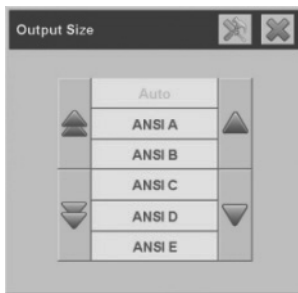 Output Size
Auto
ANSI A
ANSI B
ANSI C
ANSI D
ANSI E